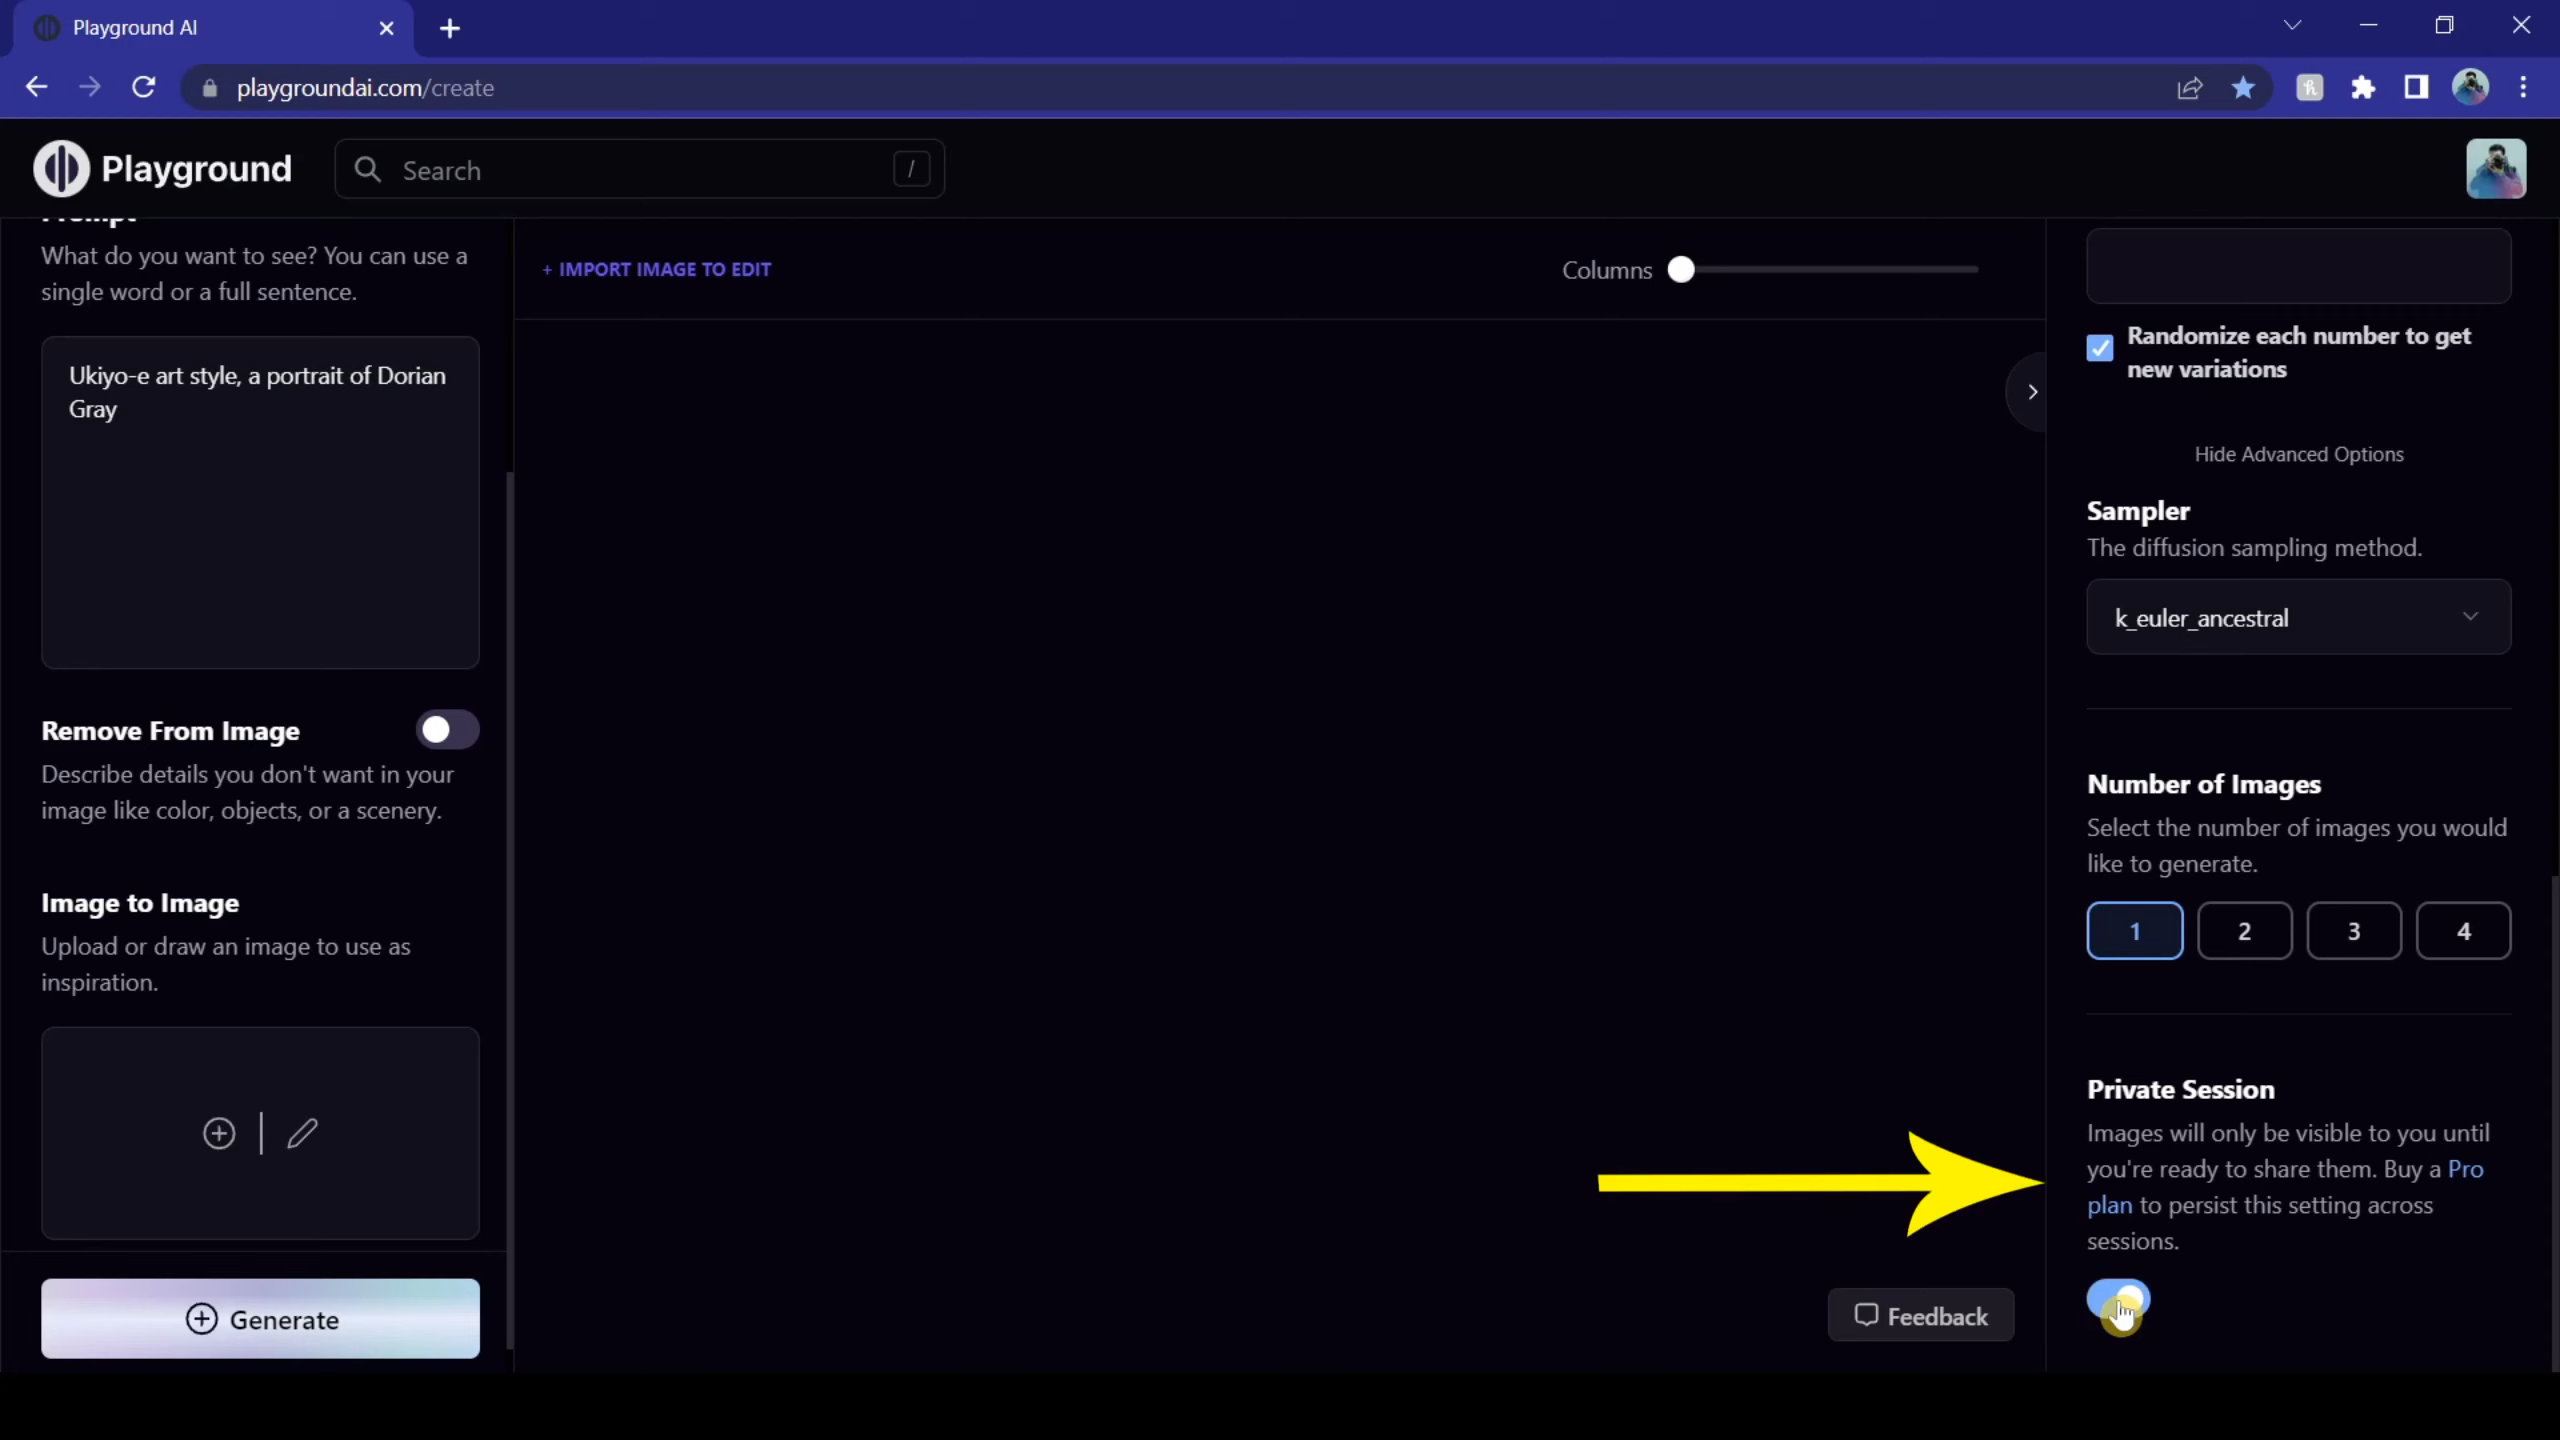 Playground AI
playgroundai.com/create
Playground
Search
/
Prompt
What do you want to see? You can use a
single word or a full sentence.
Ukiyo-e art style, a portrait of Dorian
Gray
Remove From Image
Describe details you don't want in your
image like color, objects, or a scenery.
Image to Image
Upload or draw an image to use as
inspiration.
Generate
+ IMPORT IMAGE TO EDIT
Columns
Feedback
Randomize each number to get
new variations
Hide Advanced Options
Sampler
The diffusion sampling method.
k_euler_ancestral
Number of Images
Select the number of images you would
like to generate.
1 2 3 4
Private Session
Images will only be visible to you until
you're ready to share them. Buy a Pro
plan to persist this setting across
sessions.